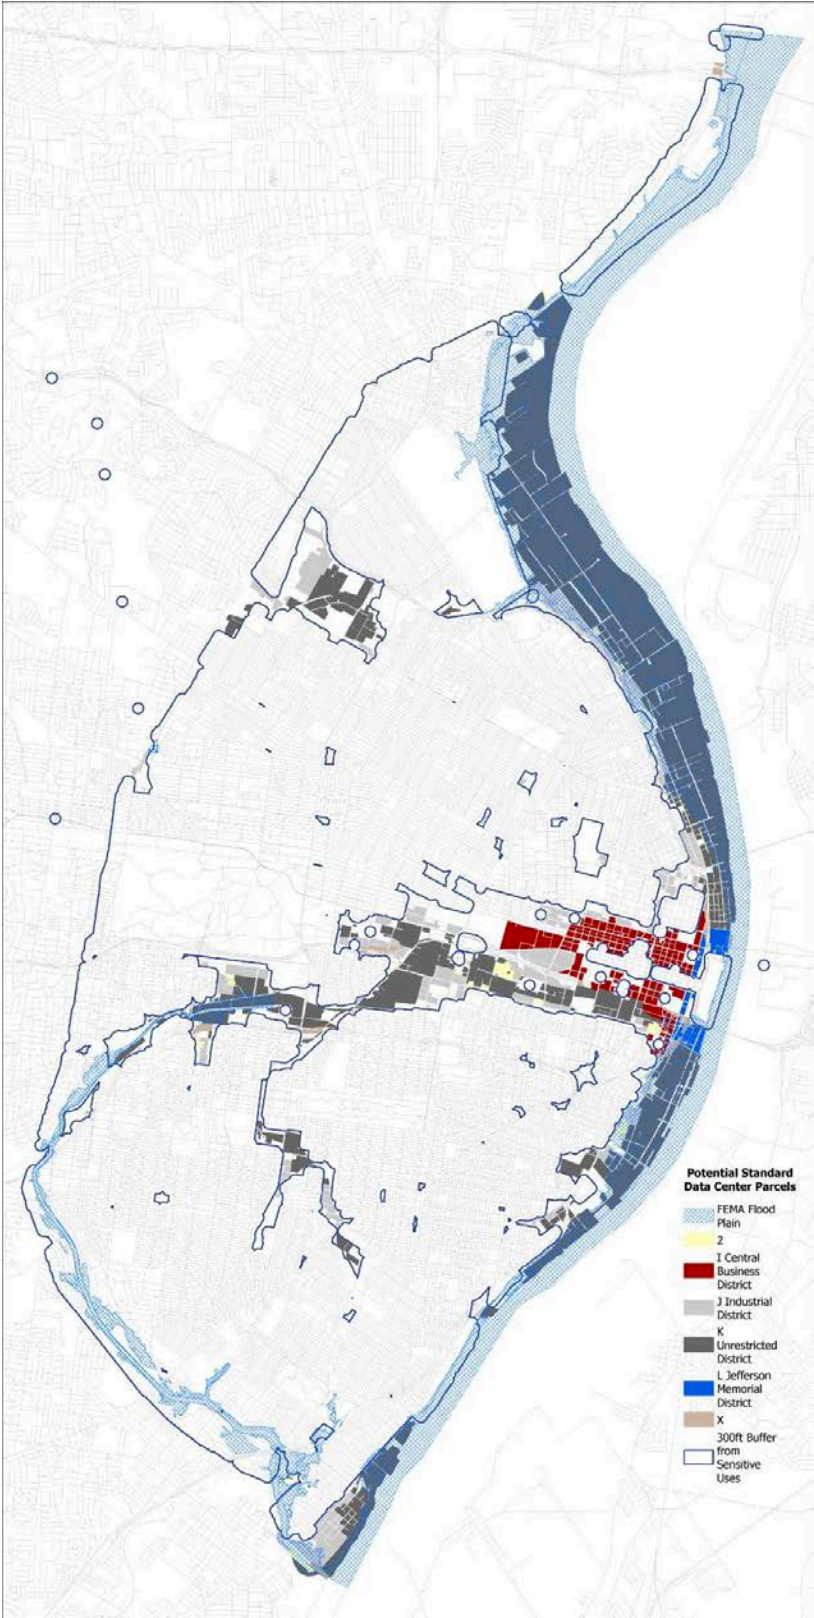 Potential Standard
Data Center Parcels
FEMA Flood
Plain
2
I Central
Business
District
J Industrial
District
K
Unrestricted
District
L Jefferson
Memorial
District
X
300ft Buffer
from
Sensitive
Uses